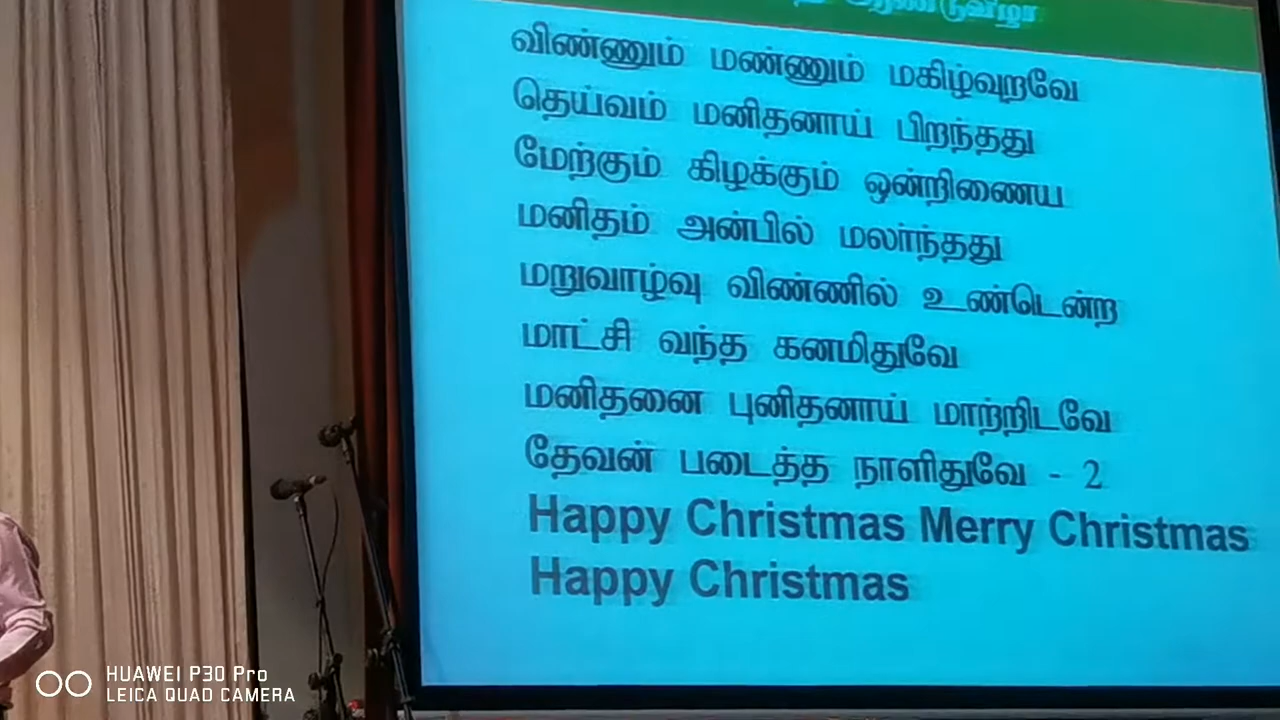 ஆண்டுவிழா
விண்ணும் மண்ணும் மகிழ்வுறவே
தெய்வம் மனிதனாய் பிறந்தது
மேற்கும் கிழக்கும் ஒன்றிணைய
மனிதம் அன்பில் மலர்ந்தது
மறுவாழ்வு விண்ணில் உண்டென்ற
மாட்சி வந்த கனமிதுவே
மனிதனை புனிதனாய் மாற்றிடவே
தேவன் படைத்த நாளிதுவே - 2
Happy Christmas Merry Christmas
Happy Christmas
HUAWEI P30 Pro
LEICA QUAD CAMERA